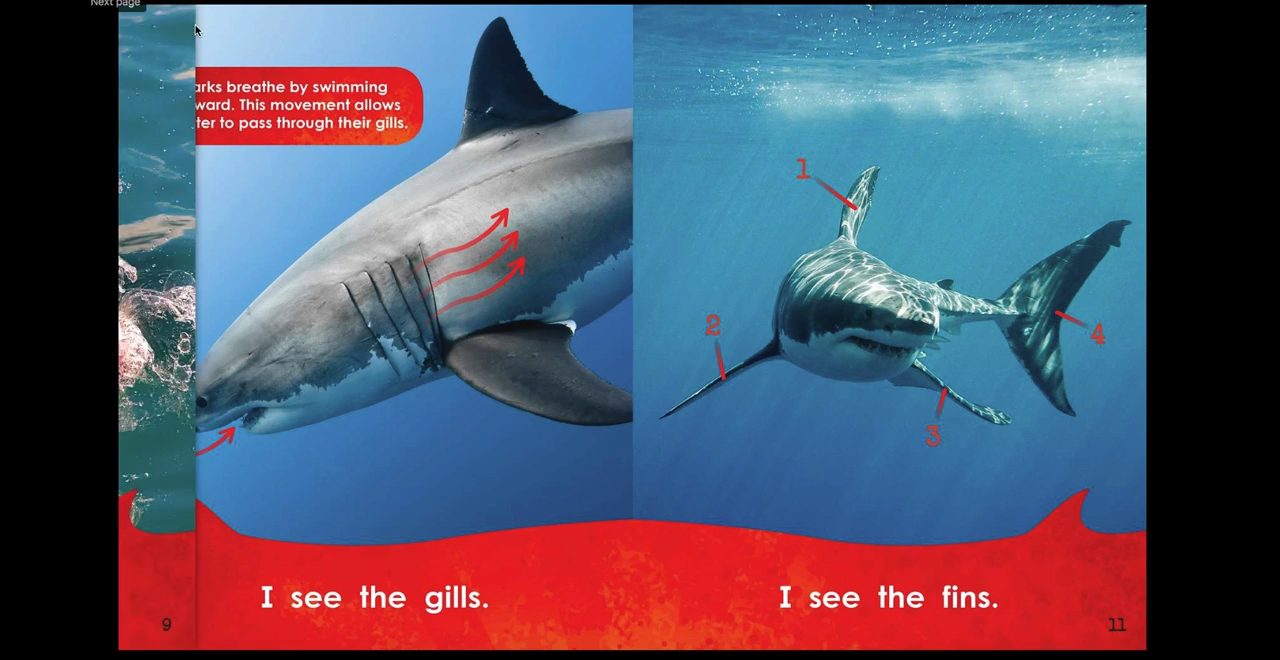 Next page
arks breathe by swimming
ward. This movement allows
ter to pass through their gills.
1
2
3
4
I see the gills.
I see the fins.
9
11